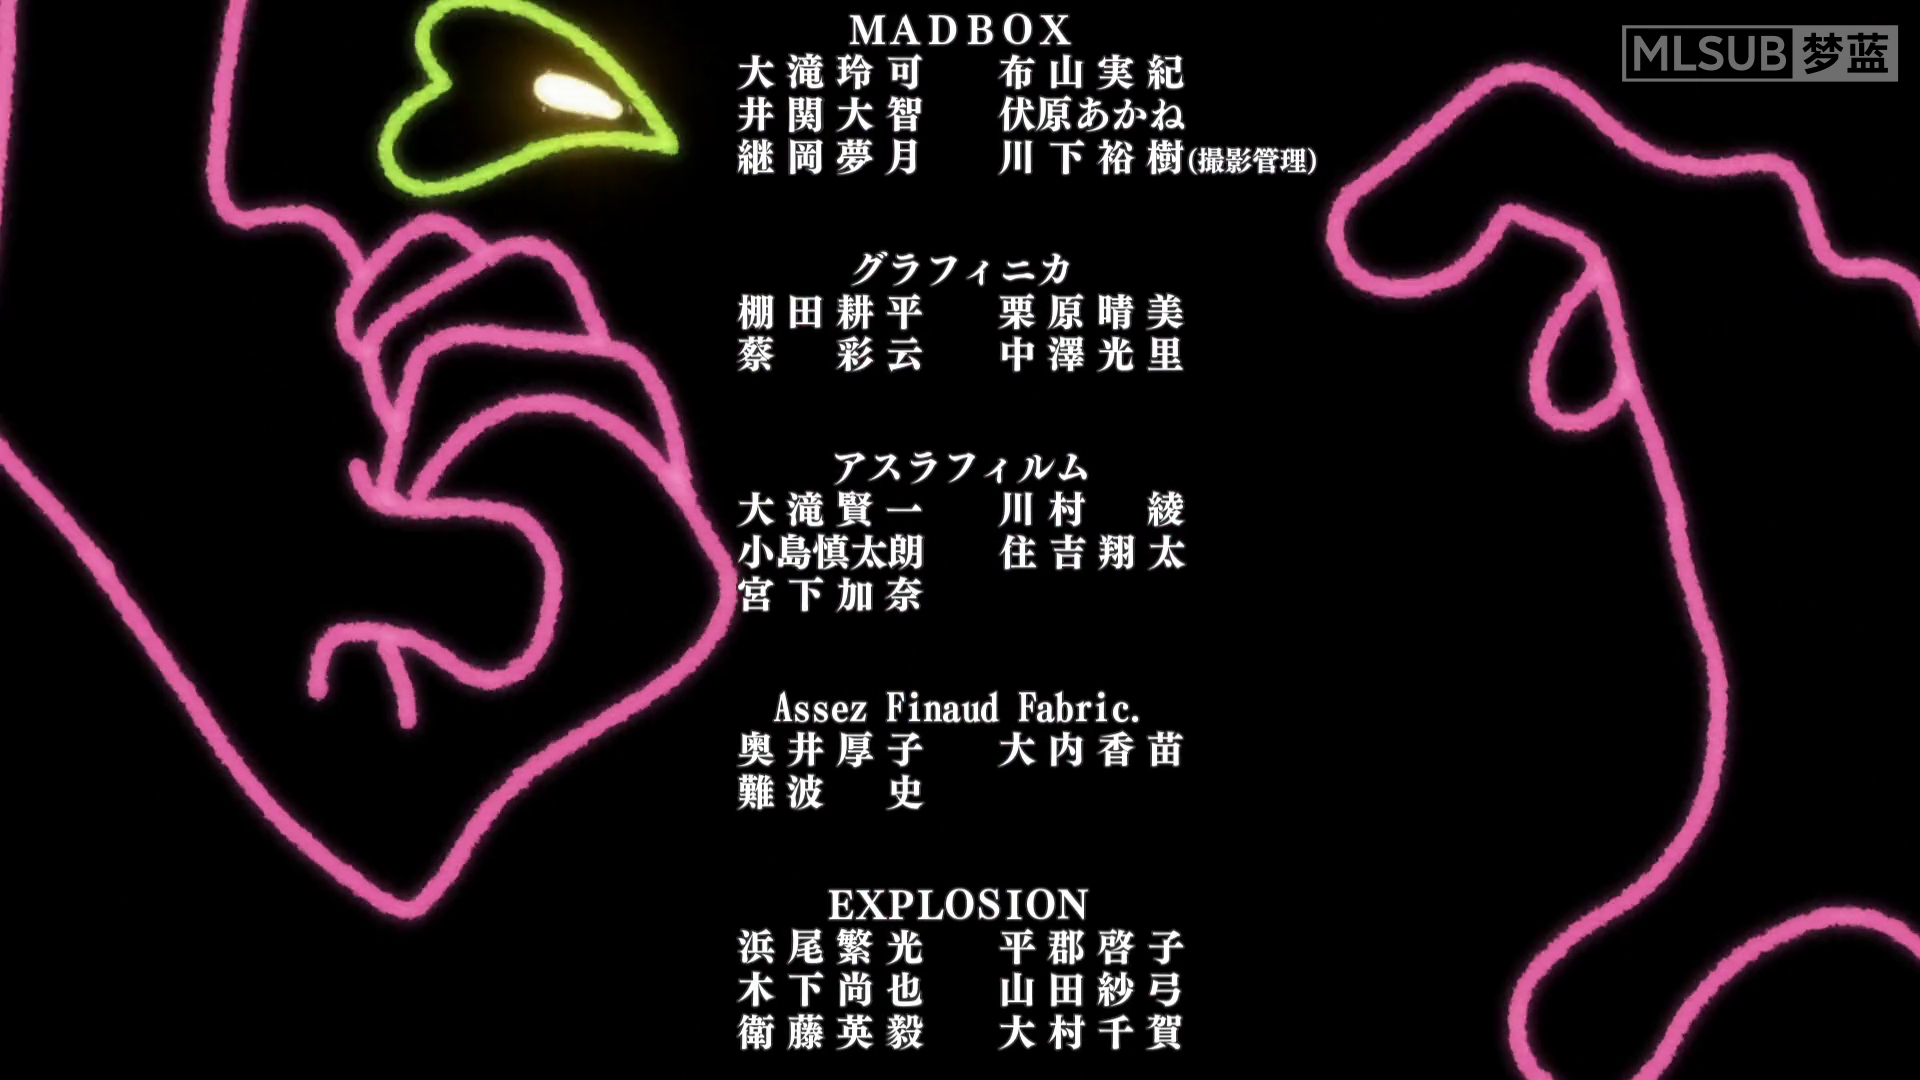 MADBOX
大滝玲可 布山実紀
井関大智 伏原あかね
継岡夢月 川下裕樹(撮影管理)
グラフィニカ
棚田耕平 栗原晴美
蔡彩云 中澤光里
アスラフィルム
大滝賢一 川村綾
小島慎太朗 住吉翔太
宮下加奈
Assez Finaud Fabric.
奥井厚子 大内香苗
難波史
EXPLOSION
浜尾繁光 平郡啓子
木下尚也 山田紗弓
衛藤英毅 大村千賀
MLSUB 梦蓝